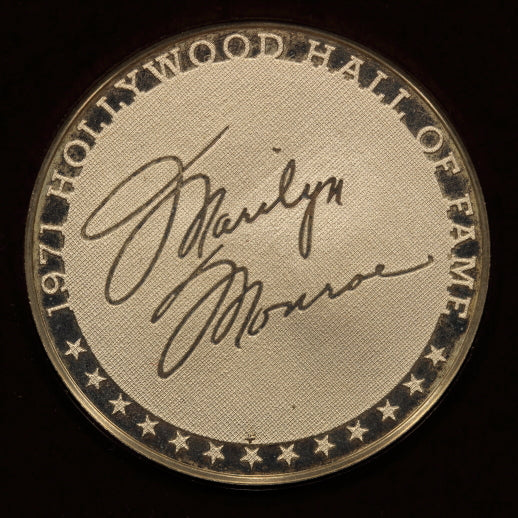 1971 HOLLYWOOD HALL OF FAME
Marilyn
Monroe